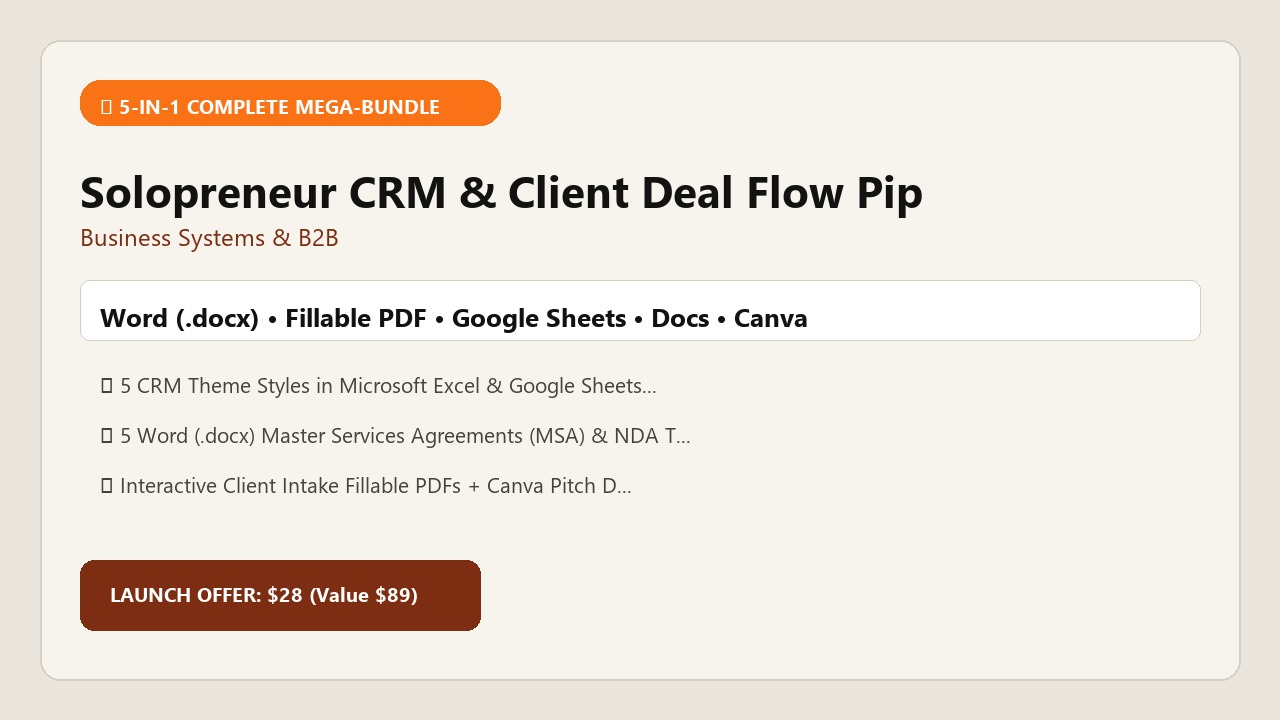 5-IN-1 COMPLETE MEGA-BUNDLE
Solopreneur CRM & Client Deal Flow Pip
Business Systems & B2B
Word (.docx) • Fillable PDF • Google Sheets • Docs • Canva
5 CRM Theme Styles in Microsoft Excel & Google Sheets...
5 Word (.docx) Master Services Agreements (MSA) & NDA T...
Interactive Client Intake Fillable PDFs + Canva Pitch D...
LAUNCH OFFER: $28 (Value $89)